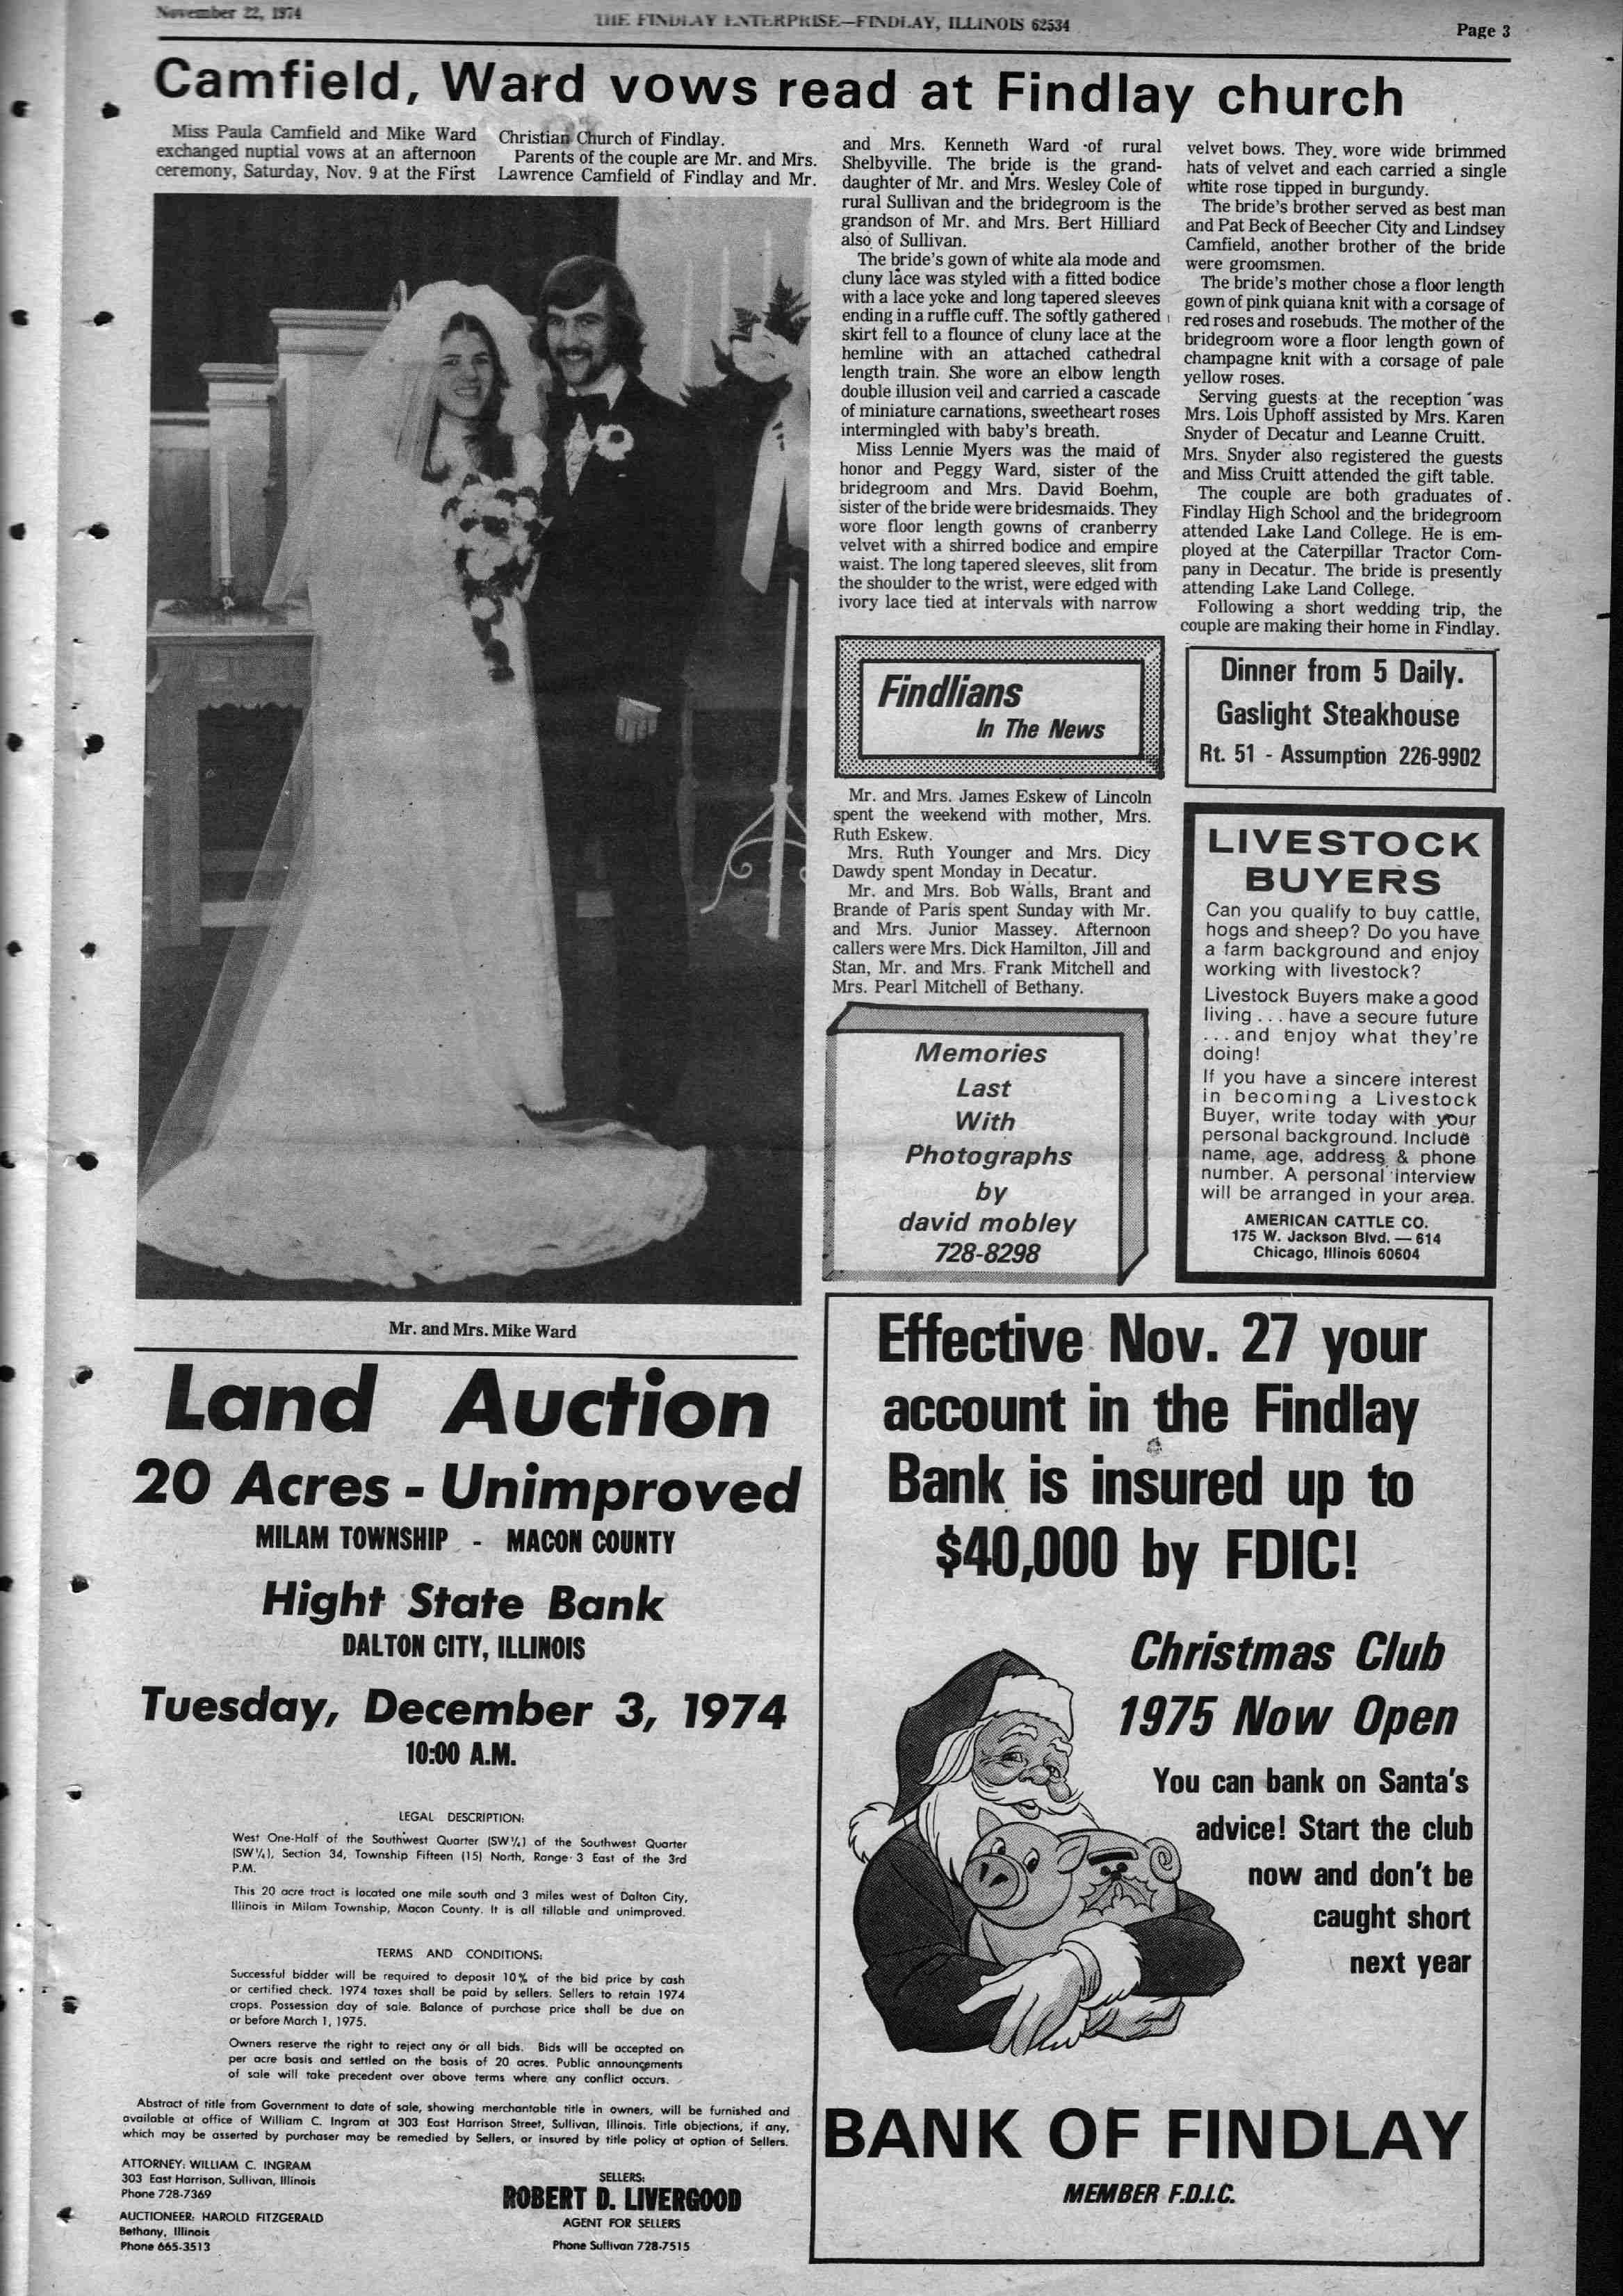 November 22, 1974
THE FINDLAY ENTERPRISE—FINDLAY, ILLINOIS 62534
Page 3
Camfield, Ward vows read at Findlay church
Miss Paula Camfield and Mike Ward
exchanged nuptial vows at an afternoon
ceremony, Saturday, Nov. 9 at the First
Christian Church of Findlay.
Parents of the couple are Mr. and Mrs.
Lawrence Camfield of Findlay and Mr.
and Mrs. Kenneth Ward of rural
Shelbyville. The bride is the grand-
daughter of Mr. and Mrs. Wesley Cole of
rural Sullivan and the bridegroom is the
grandson of Mr. and Mrs. Bert Hilliard
also of Sullivan.
The bride's gown of white ala mode and
cluny lace was styled with a fitted bodice
with a lace yoke and long tapered sleeves
ending in a ruffle cuff. The softly gathered
skirt fell to a flounce of cluny lace at the
hemline with an attached cathedral
length train. She wore an elbow length
double illusion veil and carried a cascade
of miniature carnations, sweetheart roses
intermingled with baby's breath.
Miss Lennie Myers was the maid of
honor and Peggy Ward, sister of the
bridegroom and Mrs. David Boehm,
sister of the bride were bridesmaids. They
wore floor length gowns of cranberry
velvet with a shirred bodice and empire
waist. The long tapered sleeves, slit from
the shoulder to the wrist, were edged with
ivory lace tied at intervals with narrow
velvet bows. They wore wide brimmed
hats of velvet and each carried a single
white rose tipped in burgundy.
The bride's brother served as best man
and Pat Beck of Beecher City and Lindsey
Camfield, another brother of the bride
were groomsmen.
The bride's mother chose a floor length
gown of pink quiana knit with a corsage of
red roses and rosebuds. The mother of the
bridegroom wore a floor length gown of
champagne knit with a corsage of pale
yellow roses.
Serving guests at the reception was
Mrs. Lois Uphoff assisted by Mrs. Karen
Snyder of Decatur and Leanne Cruitt.
Mrs. Snyder also registered the guests
and Miss Cruitt attended the gift table.
The couple are both graduates of
Findlay High School and the bridegroom
attended Lake Land College. He is em-
ployed at the Caterpillar Tractor Com-
pany in Decatur. The bride is presently
attending Lake Land College.
Following a short wedding trip, the
couple are making their home in Findlay.
Mr. and Mrs. Mike Ward
Findlians
In The News
Mr. and Mrs. James Eskew of Lincoln
spent the weekend with mother, Mrs.
Ruth Eskew.
Mrs. Ruth Younger and Mrs. Dicy
Dawdy spent Monday in Decatur.
Mr. and Mrs. Bob Walls, Brant and
Brande of Paris spent Sunday with Mr.
and Mrs. Junior Massey. Afternoon
callers were Mrs. Dick Hamilton, Jill and
Stan, Mr. and Mrs. Frank Mitchell and
Mrs. Pearl Mitchell of Bethany.
Memories
Last
With
Photographs
by
david mobley
728-8298
Dinner from 5 Daily.
Gaslight Steakhouse
Rt. 51 - Assumption 226-9902
LIVESTOCK
BUYERS
Can you qualify to buy cattle,
hogs and sheep? Do you have
a farm background and enjoy
working with livestock?
Livestock Buyers make a good
living . . . have a secure future
. . . and enjoy what they're
doing!
If you have a sincere interest
in becoming a Livestock
Buyer, write today with your
personal background. Include
name, age, address & phone
number. A personal interview
will be arranged in your area.
AMERICAN CATTLE CO.
175 W. Jackson Blvd. — 614
Chicago, Illinois 60604
Land Auction
20 Acres - Unimproved
MILAM TOWNSHIP - MACON COUNTY
Hight State Bank
DALTON CITY, ILLINOIS
Tuesday, December 3, 1974
10:00 A.M.
LEGAL DESCRIPTION:
West One-Half of the Southwest Quarter (SW¼) of the Southwest Quarter
(SW¼), Section 34, Township Fifteen (15) North, Range 3 East of the 3rd
P.M.
This 20 acre tract is located one mile south and 3 miles west of Dalton City,
Illinois in Milam Township, Macon County. It is all tillable and unimproved.
TERMS AND CONDITIONS:
Successful bidder will be required to deposit 10% of the bid price by cash
or certified check. 1974 taxes shall be paid by sellers. Sellers to retain 1974
crops. Possession day of sale. Balance of purchase price shall be due on
or before March 1, 1975.
Owners reserve the right to reject any or all bids. Bids will be accepted on
per acre basis and settled on the basis of 20 acres. Public announcements
of sale will take precedent over above terms where any conflict occurs.
Abstract of title from Government to date of sale, showing merchantable title in owners, will be furnished and
available at office of William C. Ingram at 303 East Harrison Street, Sullivan, Illinois. Title objections, if any,
which may be asserted by purchaser may be remedied by Sellers, or insured by title policy at option of Sellers.
ATTORNEY: WILLIAM C. INGRAM
303 East Harrison, Sullivan, Illinois
Phone 728-7369
AUCTIONEER: HAROLD FITZGERALD
Bethany, Illinois
Phone 665-3513
SELLERS:
ROBERT D. LIVERGOOD
AGENT FOR SELLERS
Phone Sullivan 728-7515
Effective Nov. 27 your
account in the Findlay
Bank is insured up to
$40,000 by FDIC!
Christmas Club
1975 Now Open
You can bank on Santa's
advice! Start the club
now and don't be
caught short
next year
BANK OF FINDLAY
MEMBER F.D.I.C.